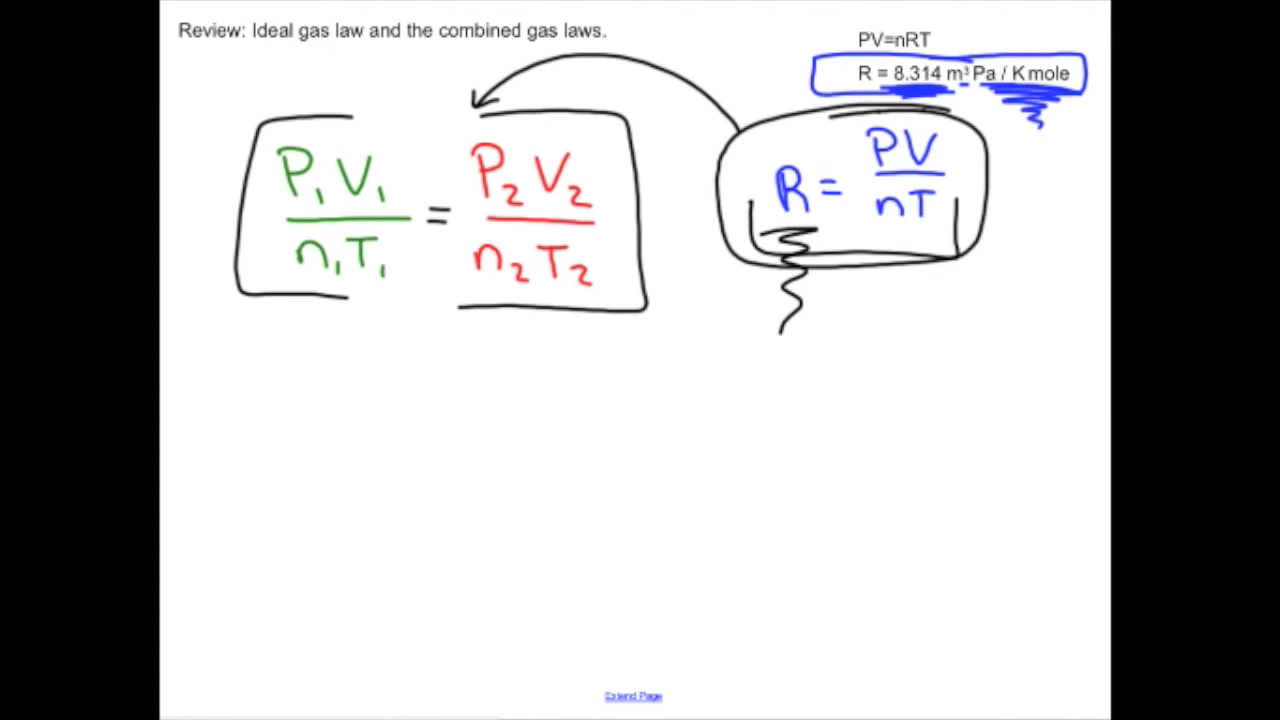 Review: Ideal gas law and the combined gas laws.
PV=nRT
R = 8.314 m³ Pa / K mole
P₁V₁ / n₁T₁ = P₂V₂ / n₂T₂
R = PV / nT
Extend Page